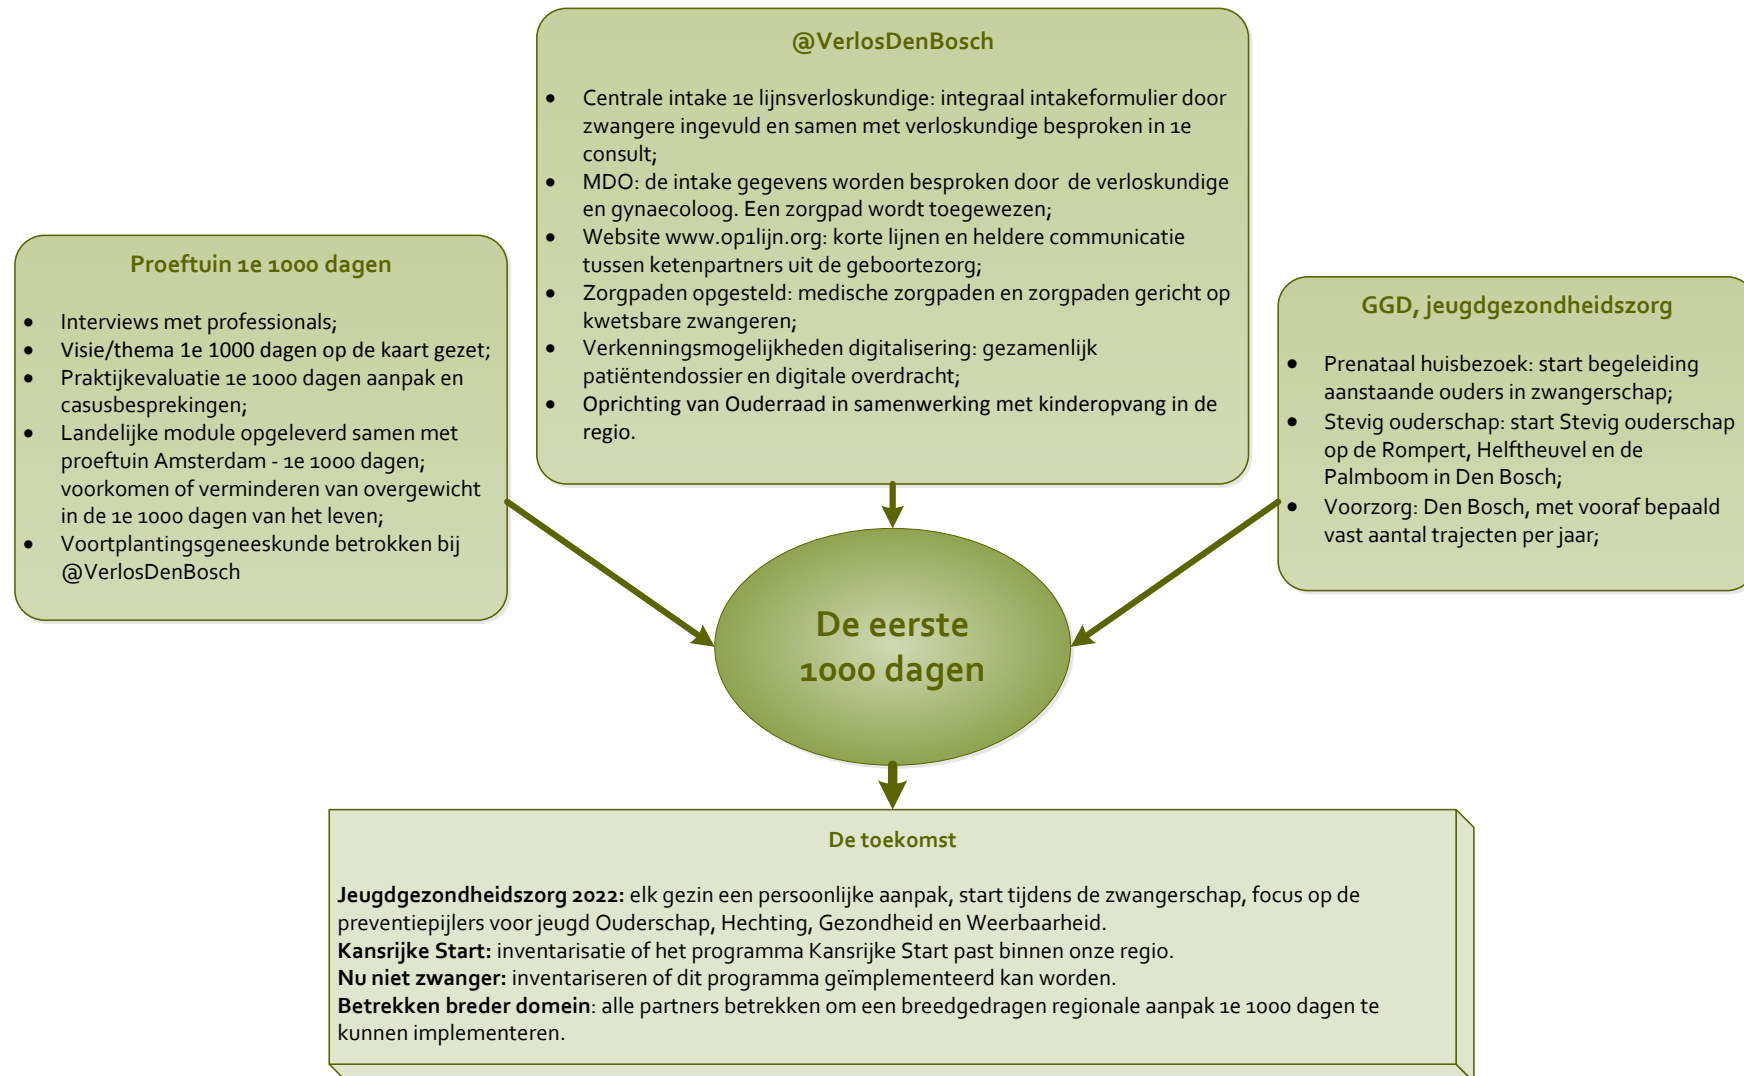 @VerlosDenBosch
• Centrale intake 1e lijnsverloskundige: integraal intakeformulier door
zwangere ingevuld en samen met verloskundige besproken in 1e
consult;
• MDO: de intake gegevens worden besproken door de verloskundige
en gynaecoloog. Een zorgpad wordt toegewezen;
• Website www.op1lijn.org: korte lijnen en heldere communicatie
tussen ketenpartners uit de geboortezorg;
• Zorgpaden opgesteld: medische zorgpaden en zorgpaden gericht op
kwetsbare zwangeren;
• Verkenningsmogelijkheden digitalisering: gezamenlijk
patiëntendossier en digitale overdracht;
• Oprichting van Ouderraad in samenwerking met kinderopvang in de
regio.
Proeftuin 1e 1000 dagen
• Interviews met professionals;
• Visie/thema 1e 1000 dagen op de kaart gezet;
• Praktijkevaluatie 1e 1000 dagen aanpak en
casusbesprekingen;
• Landelijke module opgeleverd samen met
proeftuin Amsterdam - 1e 1000 dagen;
voorkomen of verminderen van overgewicht
in de 1e 1000 dagen van het leven;
• Voortplantingsgeneeskunde betrokken bij
@VerlosDenBosch
GGD, jeugdgezondheidszorg
• Prenataal huisbezoek: start begeleiding
aanstaande ouders in zwangerschap;
• Stevig ouderschap: start Stevig ouderschap
op de Rompert, Helftheuvel en de
Palmboom in Den Bosch;
• Voorzorg: Den Bosch, met vooraf bepaald
vast aantal trajecten per jaar;
De eerste
1000 dagen
De toekomst
Jeugdgezondheidszorg 2022: elk gezin een persoonlijke aanpak, start tijdens de zwangerschap, focus op de
preventiepijlers voor jeugd Ouderschap, Hechting, Gezondheid en Weerbaarheid.
Kansrijke Start: inventarisatie of het programma Kansrijke Start past binnen onze regio.
Nu niet zwanger: inventariseren of dit programma geïmplementeerd kan worden.
Betrekken breder domein: alle partners betrekken om een breedgedragen regionale aanpak 1e 1000 dagen te
kunnen implementeren.